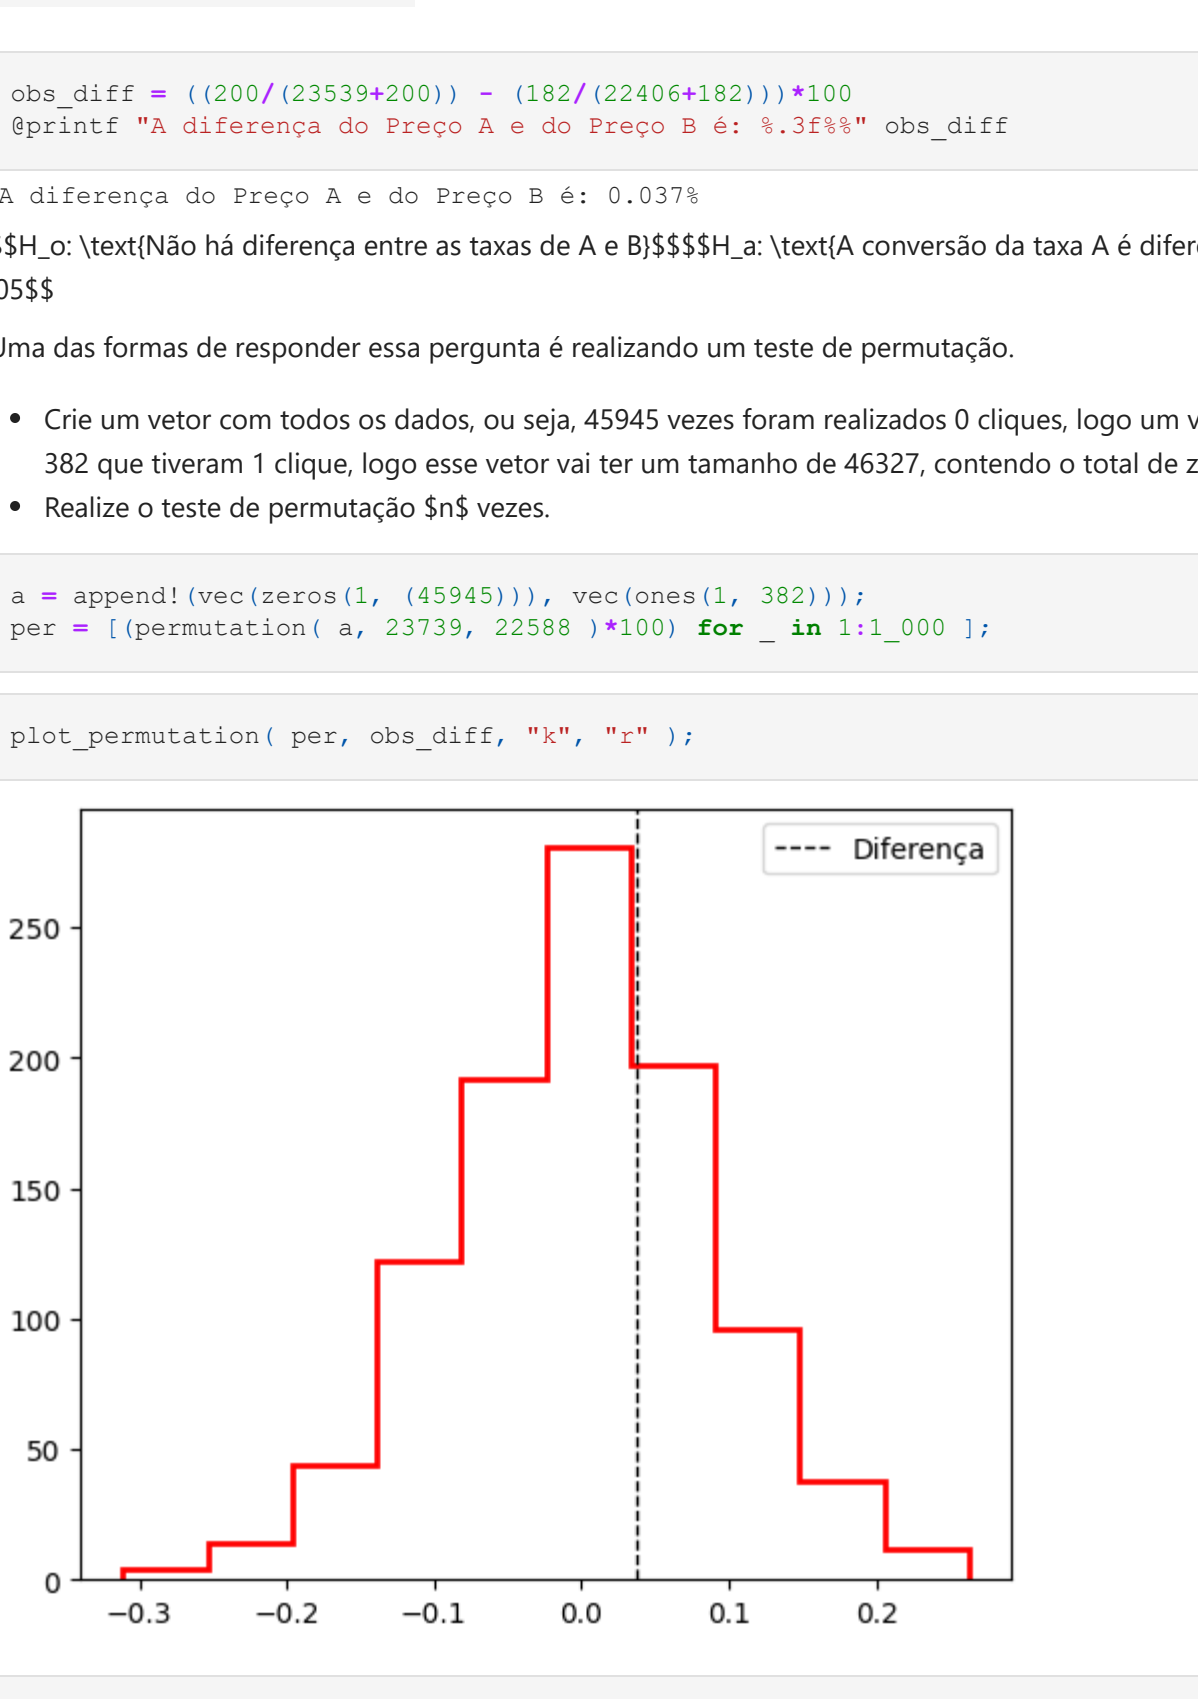 obs_diff = ((200/(23539+200)) - (182/(22406+182)))*100
@printf "A diferença do Preço A e do Preço B é: %.3f%%" obs_diff
A diferença do Preço A e do Preço B é: 0.037%
$$H_o: \text{Não há diferença entre as taxas de A e B}$$$$H_a: \text{A conversão da taxa A é difere
05$$
Uma das formas de responder essa pergunta é realizando um teste de permutação.
• Crie um vetor com todos os dados, ou seja, 45945 vezes foram realizados 0 cliques, logo um v
382 que tiveram 1 clique, logo esse vetor vai ter um tamanho de 46327, contendo o total de z
• Realize o teste de permutação $n$ vezes.
a = append!(vec(zeros(1, (45945))), vec(ones(1, 382)));
per = [(permutation( a, 23739, 22588 )*100) for _ in 1:1_000 ];
plot_permutation( per, obs_diff, "k", "r" );
Diferença
250
200
150
100
50
0
−0.3 −0.2 −0.1 0.0 0.1 0.2